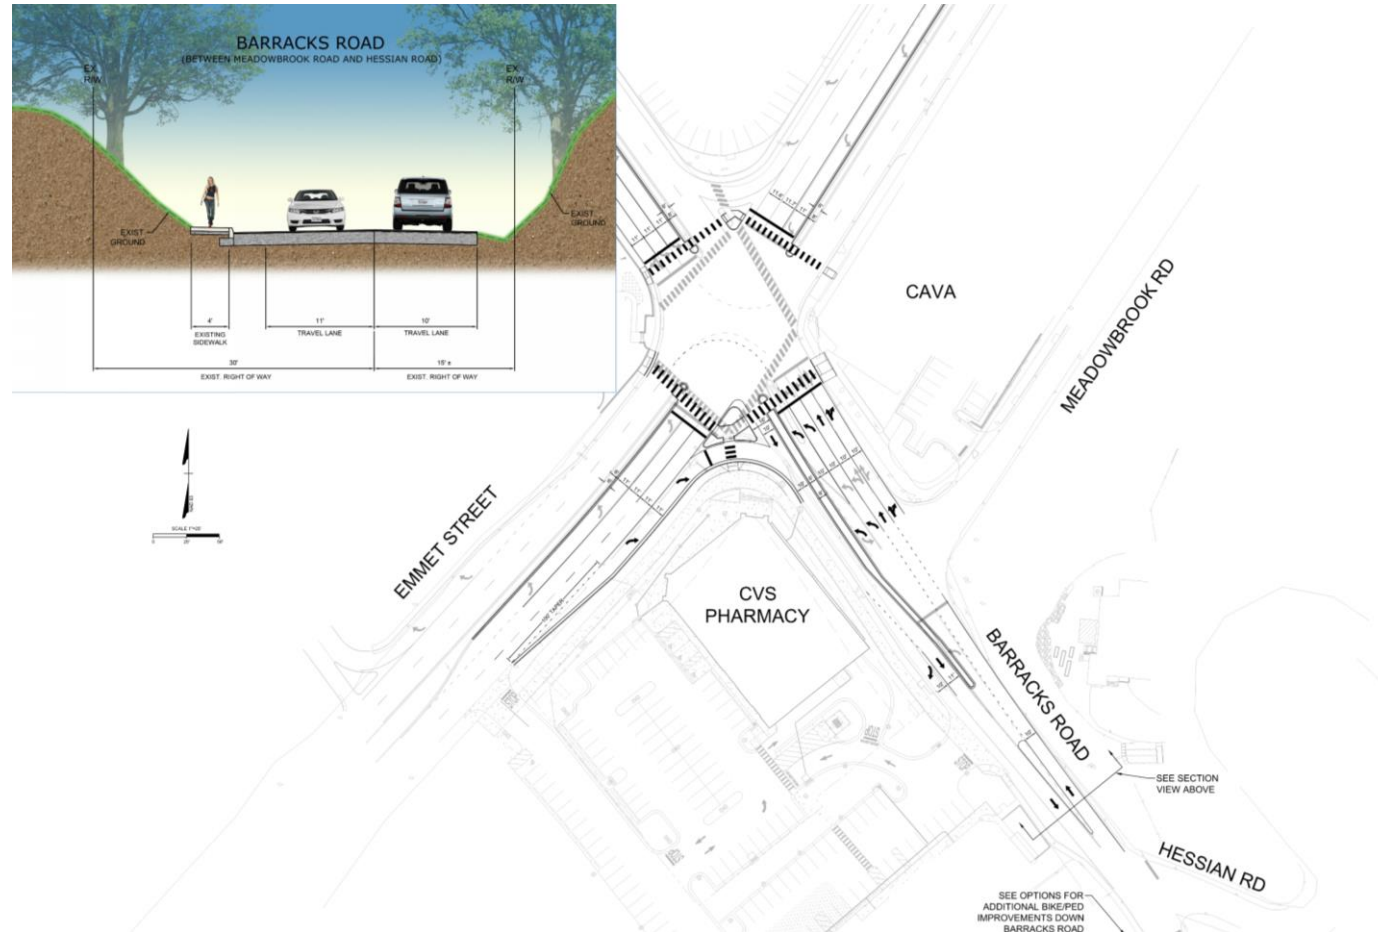 BARRACKS ROAD
(BETWEEN MEADOWBROOK ROAD AND HESSIAN ROAD)
EX.
R/W
EX.
R/W
EXIST.
GROUND
EXIST.
GROUND
4'
11'
10'
EXISTING
SIDEWALK
TRAVEL LANE
TRAVEL LANE
30'
15' ±
EXIST. RIGHT OF WAY
EXIST. RIGHT OF WAY
CAVA
MEADOWBROOK RD
EMMET STREET
SCALE 1"=25'
CVS
PHARMACY
BARRACKS ROAD
SEE SECTION
VIEW ABOVE
HESSIAN RD
SEE OPTIONS FOR
ADDITIONAL BIKE/PED
IMPROVEMENTS DOWN
BARRACKS ROAD